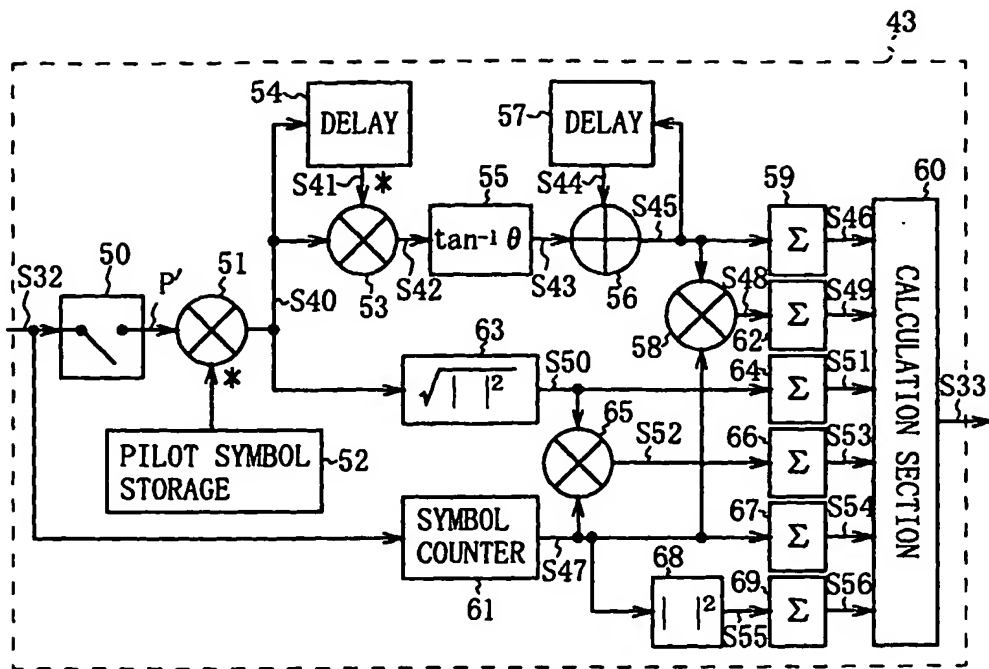 43
54
DELAY
57
DELAY
S41
*
S44
55
59
60
S46
S45
tan-1 θ
Σ
50
51
S32
P'
S40
S42
53
S43
56
S48
S49
Σ
58
62
63
S50
64
S51
S33
√| |²
Σ
*
65
S52
66
S53
PILOT SYMBOL
STORAGE
52
Σ
CALCULATION SECTION
SYMBOL
COUNTER
67
S54
Σ
S47
68
69
S56
61
| |²
S55
Σ